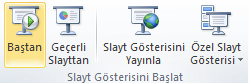 Baştan
Geçerli
Slayttan
Slayt Gösterisini
Yayınla
Özel Slayt
Gösterisi
Slayt Gösterisini Başlat